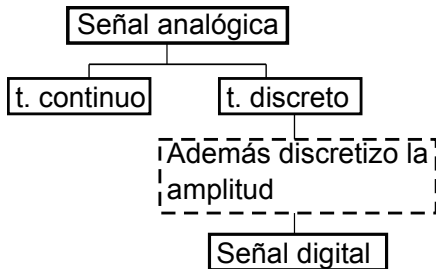 Señal analógica
t. continuo
t. discreto
Además discretizo la
amplitud
Señal digital